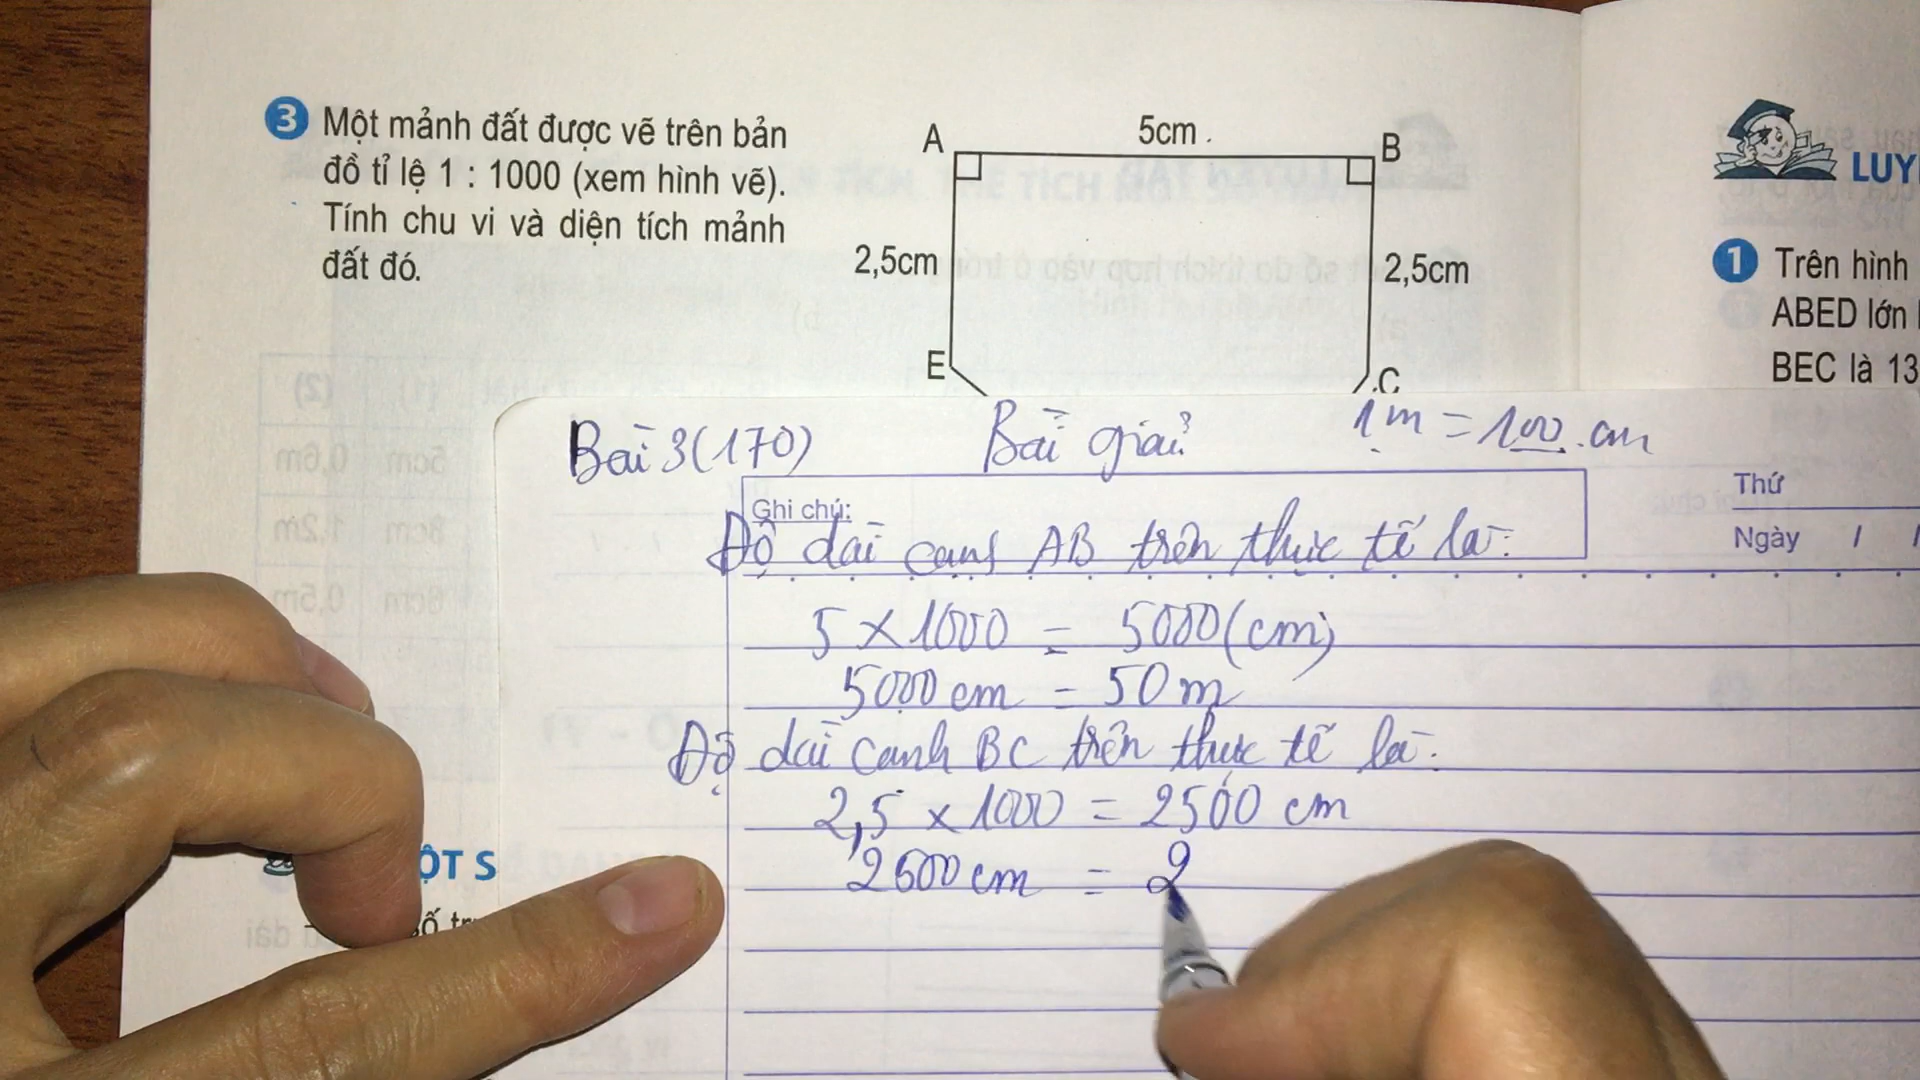 3 Một mảnh đất được vẽ trên bản
đồ tỉ lệ 1 : 1000 (xem hình vẽ).
Tính chu vi và diện tích mảnh
đất đó.
A
5cm
B
2,5cm
2,5cm
E
C
LUY
1 Trên hình
ABED lớn
BEC là 13
Bài 3 (170)
Bài giải
1m = 100 cm
Ghi chú:
Thứ
Ngày / /
Độ dài cạnh AB trên thực tế là:
5 × 1000 = 5000 (cm)
5000 cm = 50 m
Độ dài cạnh BC trên thực tế là:
2,5 × 1000 = 2500 cm
2500 cm = 2
ỘT S